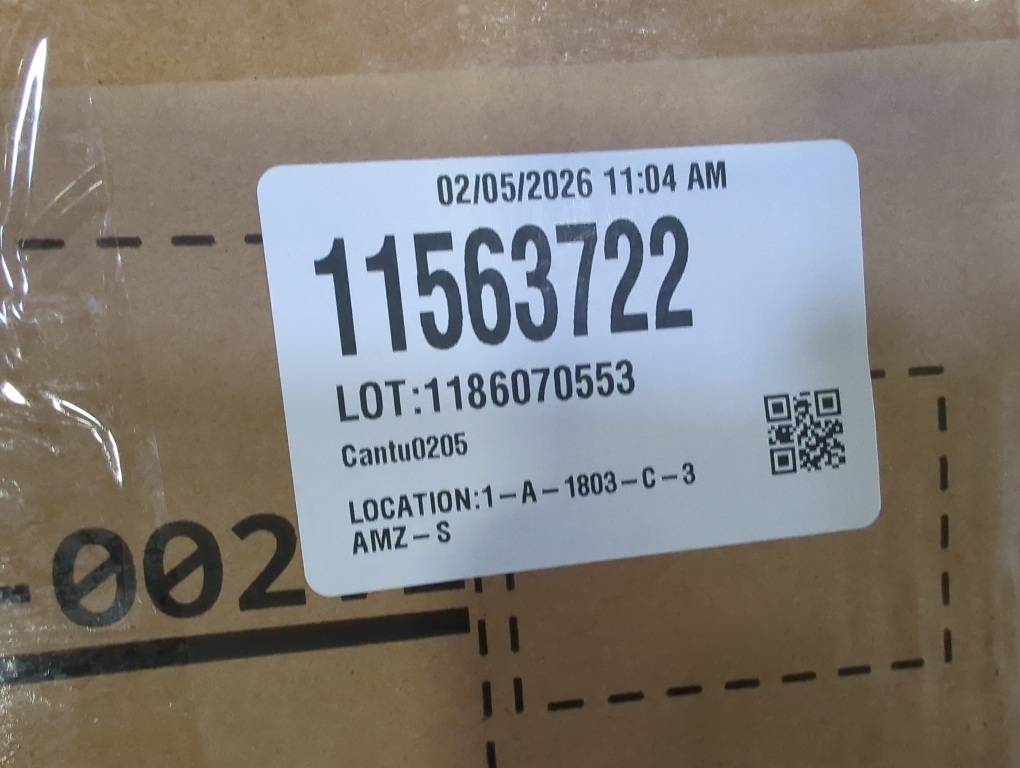 02/05/2026 11:04 AM
11563722
LOT:1186070553
Cantu0205
LOCATION:1-A-1803-C-3
AMZ-S
-002